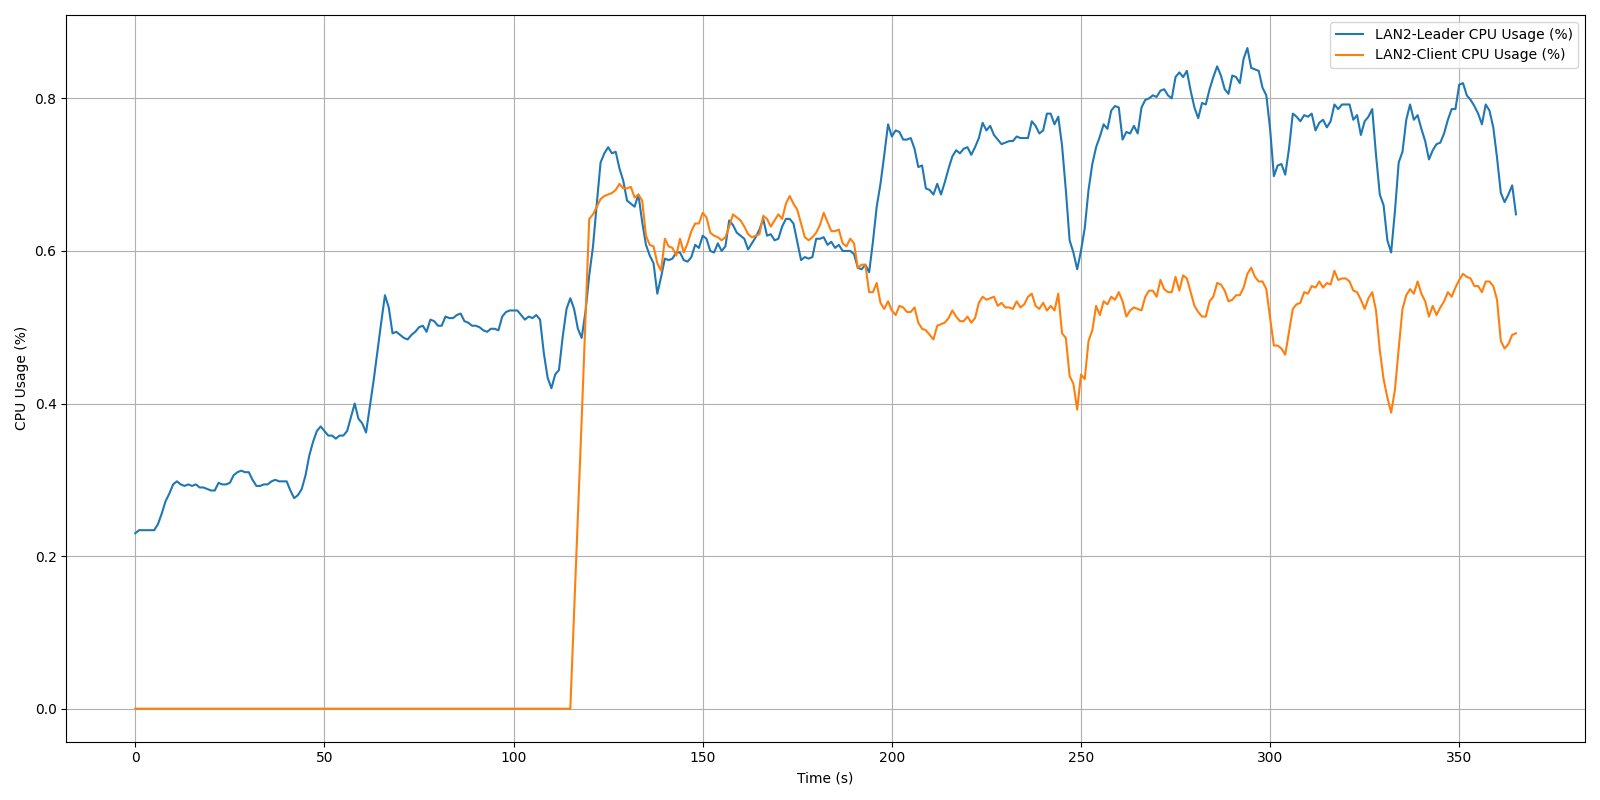 LAN2-Leader CPU Usage (%)
LAN2-Client CPU Usage (%)
CPU Usage (%)
0.8
0.6
0.4
0.2
0.0
0 50 100 150 200 250 300 350
Time (s)